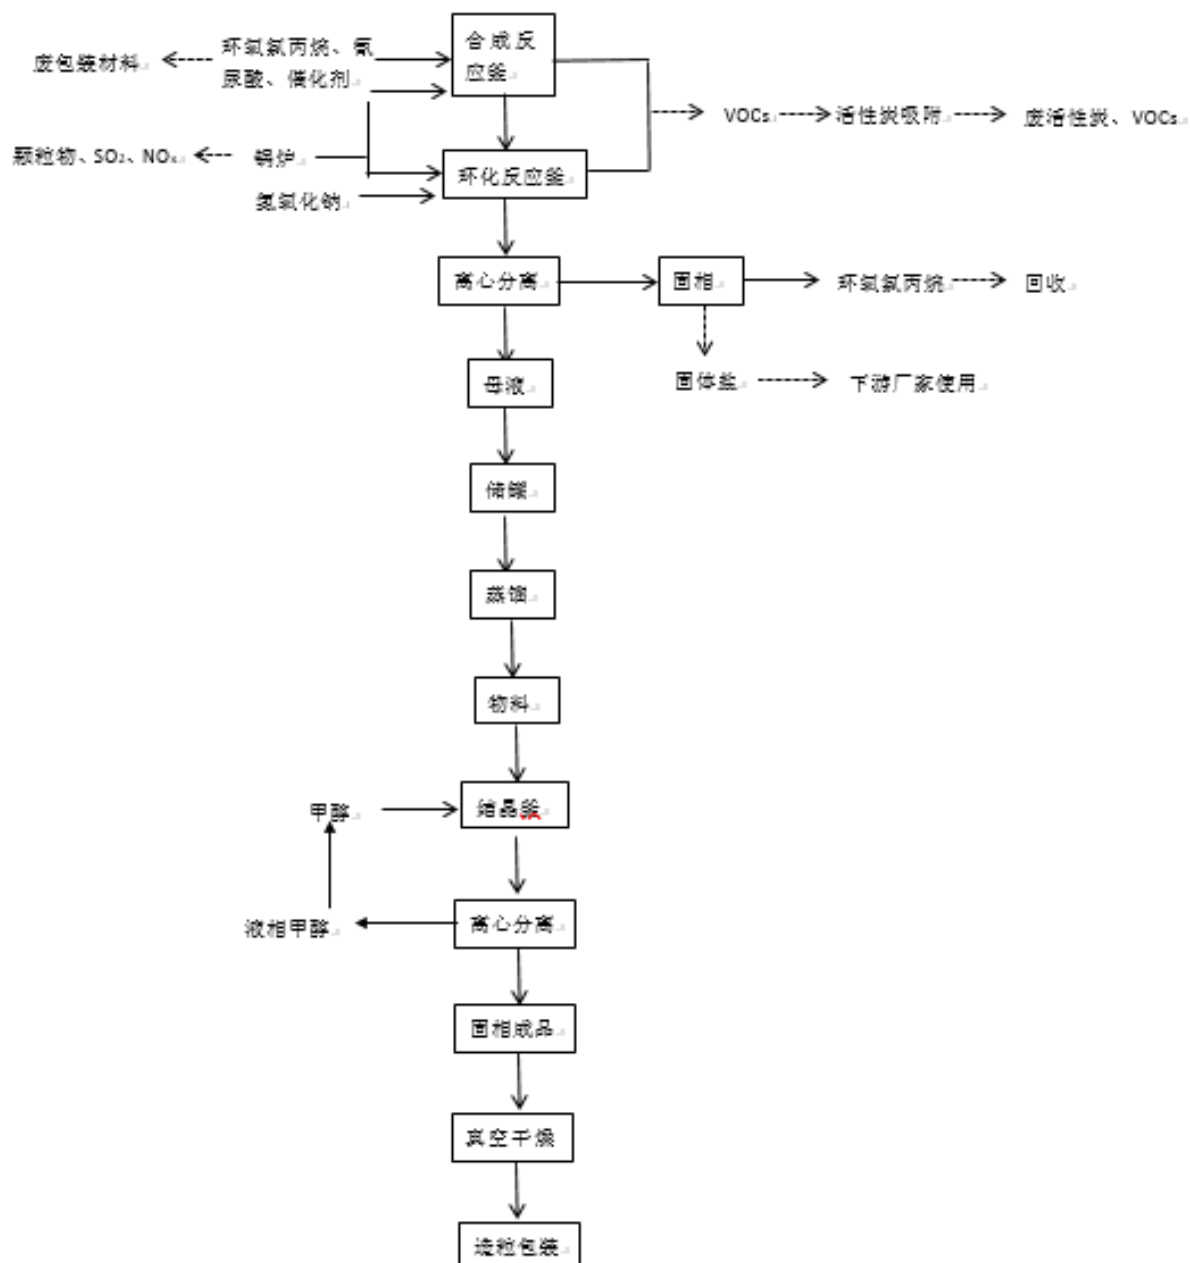 合成反
应釜
环氧氯丙烷、氰
尿酸、催化剂
废包装材料
VOCs
活性炭吸附
废活性炭、VOCs
颗粒物、SO₂、NOₓ
锅炉
环化反应釜
氢氧化钠
离心分离
固相
环氧氯丙烷
回收
母液
固体盐
下游厂家使用
储罐
蒸馏
物料
甲醇
结晶釜
液相甲醇
离心分离
固相成品
真空干燥
造粒包装